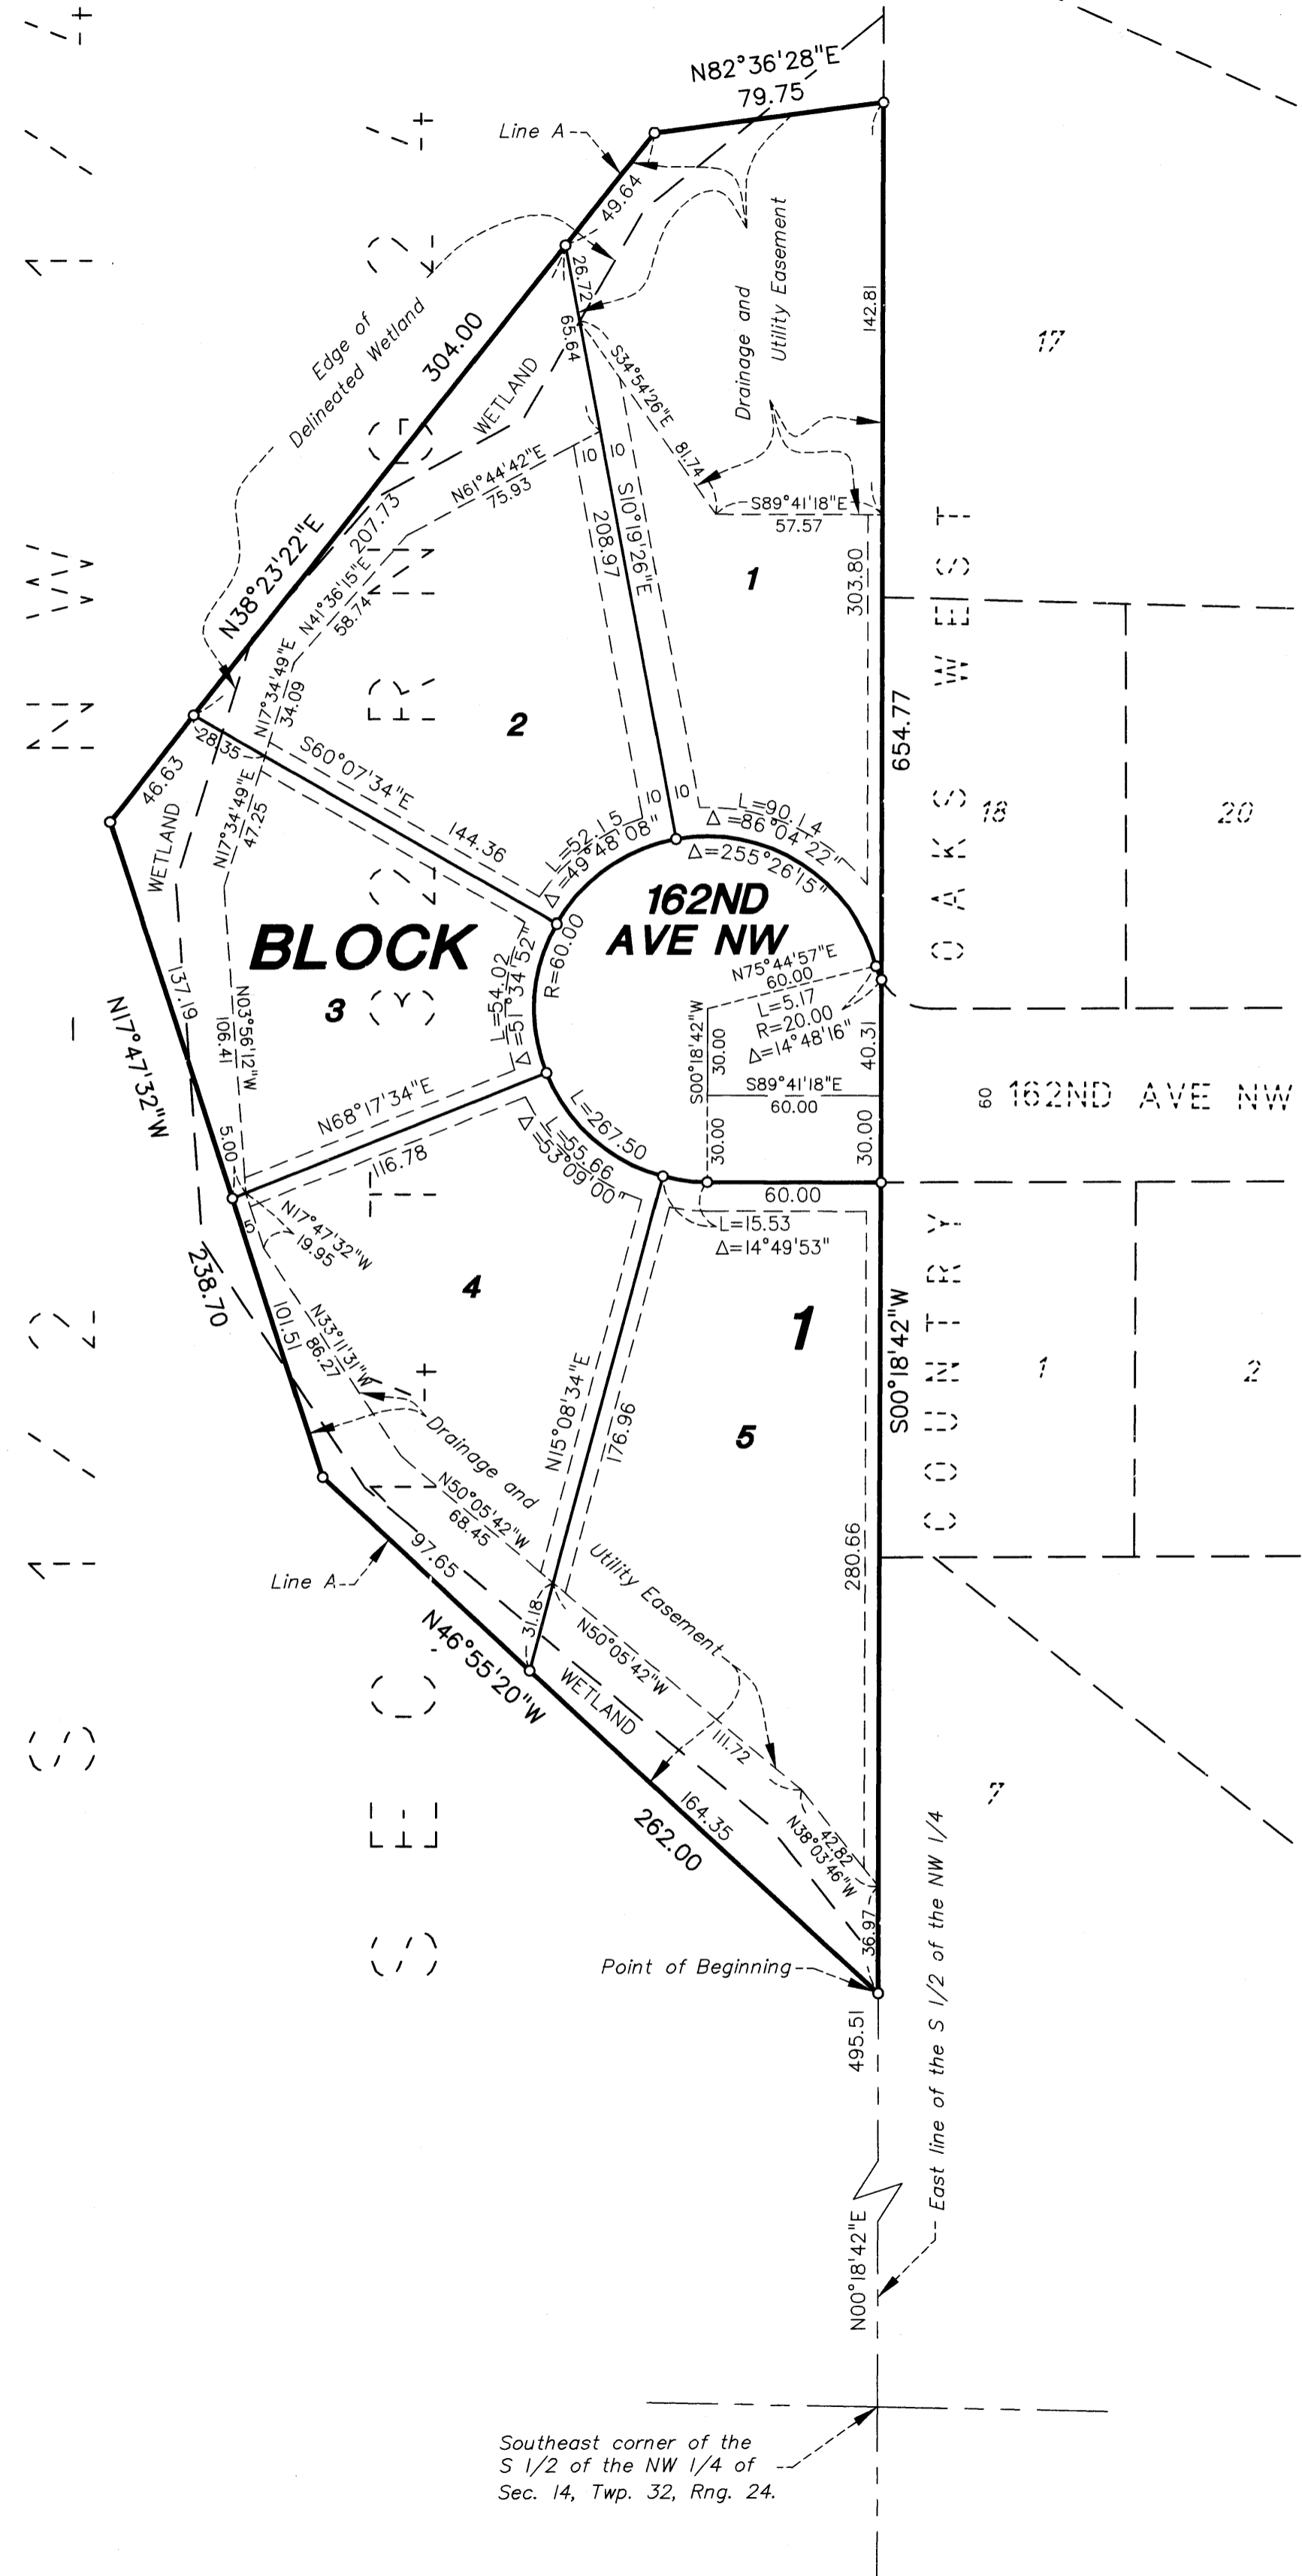 N82°36'28"E
79.75
Line A
49.64
26.72
65.64
142.81
Drainage and
Utility Easement
Edge of
Delineated Wetland
304.00
WETLAND
S34°54'26"E
81.74
17
N61°44'42"E
75.93
10 10
S89°41'18"E
57.57
N38°23'22"E
207.73
208.97
S10°19'26"E
1
303.80
N41°36'15"E
58.74
N17°34'49"E
34.09
2
28.35
S60°07'34"E
144.36
654.77
46.63
WETLAND
N17°34'49"E
47.25
10 10
L=52.15
Δ=49°48'08"
L=90.14
Δ=86°04'22"
Δ=255°26'15"
18
20
162ND
AVE NW
BLOCK
3
R=60.00
L=54.02
Δ=51°34'52"
N75°44'57"E
60.00
L=5.17
R=20.00
Δ=14°48'16"
40.31
S00°18'42"W
30.00
S89°41'18"E
60.00
30.00
30.00
60 162ND AVE NW
OAKS WEST
COUNTRY
137.19
N17°47'32"W
N03°56'12"W
106.41
N68°17'34"E
116.78
5.00
L=267.50
L=55.66
Δ=53°09'00"
60.00
L=15.53
Δ=14°49'53"
5
N17°47'32"W
19.95
238.70
4
101.51
N33°11'31"W
86.27
1
S00°18'42"W
1
2
N15°08'34"E
176.96
5
Drainage and
Utility Easement
N50°05'42"W
68.45
97.65
Line A
280.66
31.18
N46°55'20"W
N50°05'42"W
111.72
WETLAND
164.35
262.00
42.82
N38°03'46"W
7
36.97
Point of Beginning
495.51
East line of the S 1/2 of the NW 1/4
N00°18'42"E
Southeast corner of the
S 1/2 of the NW 1/4 of
Sec. 14, Twp. 32, Rng. 24.